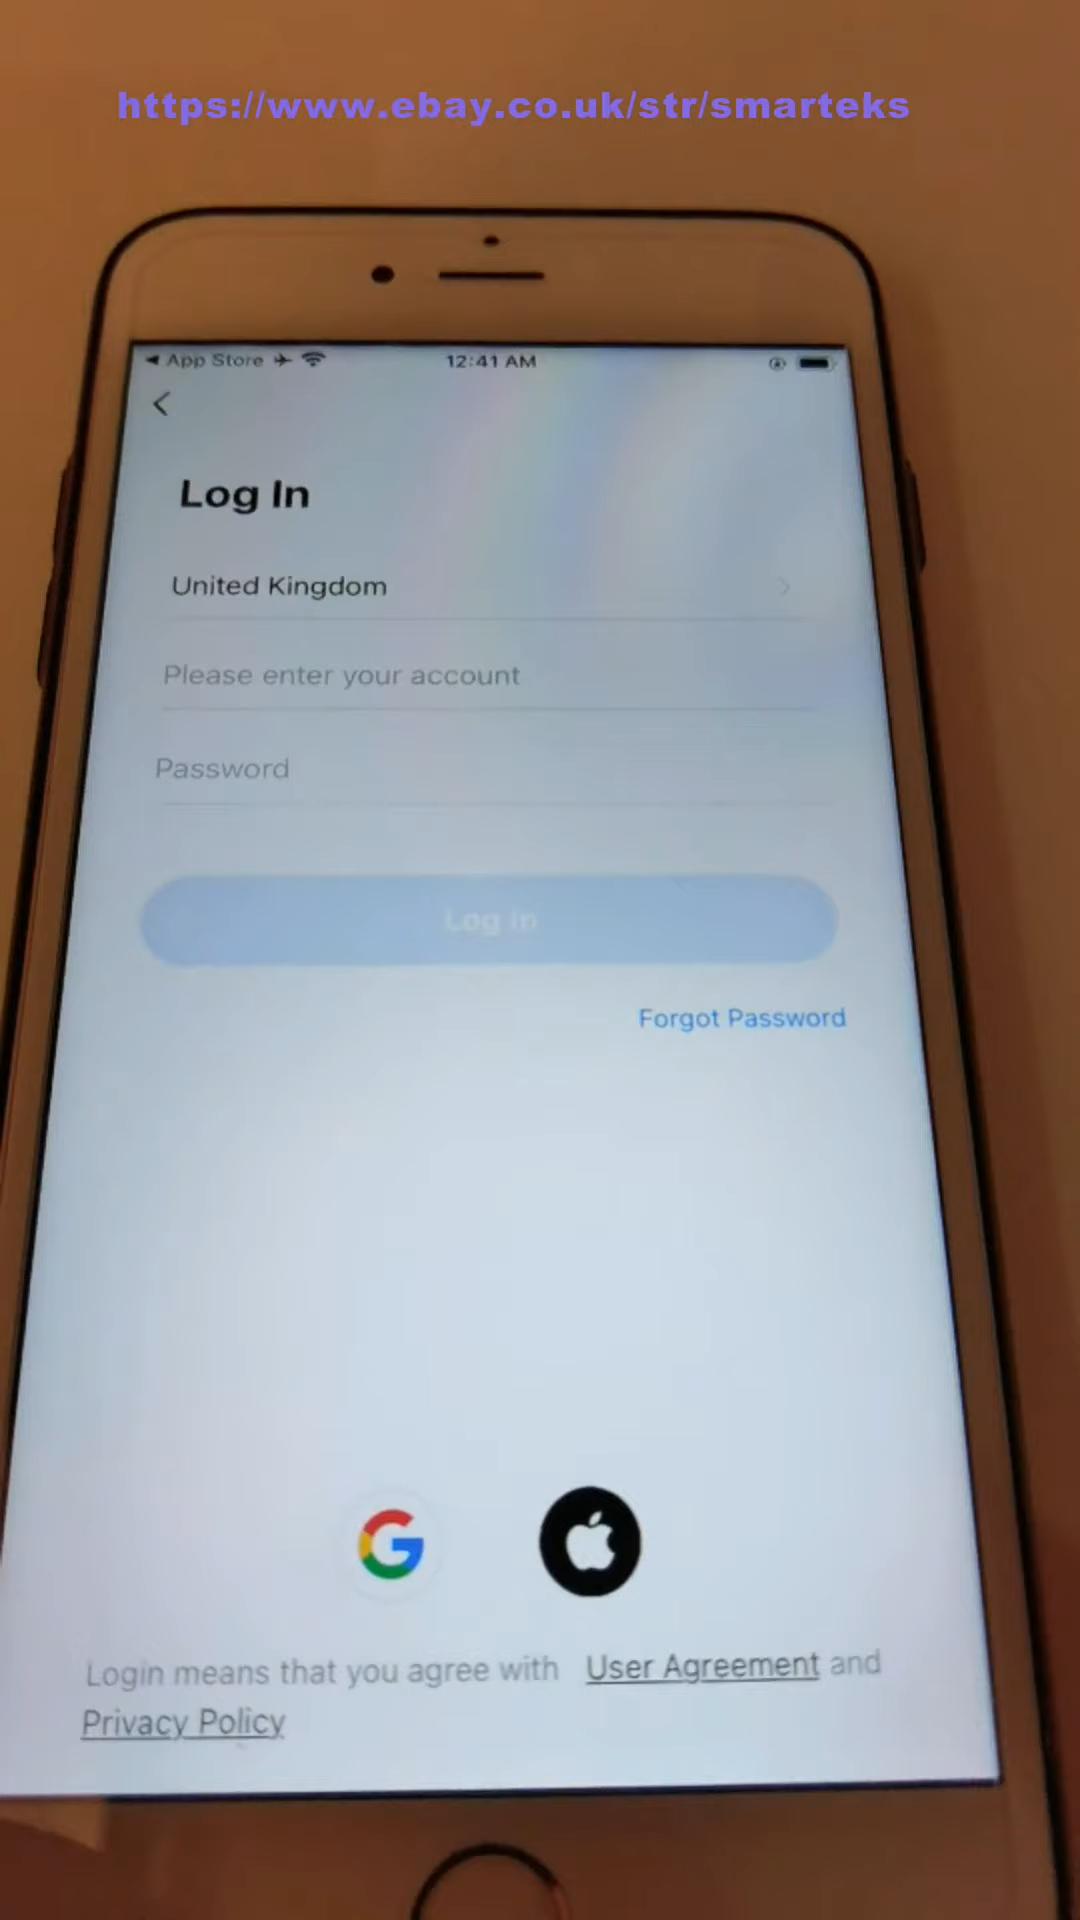 https://www.ebay.co.uk/str/smarteks
App Store
12:41 AM
Log In
United Kingdom
Please enter your account
Password
Log in
Forgot Password
Login means that you agree with User Agreement and
Privacy Policy